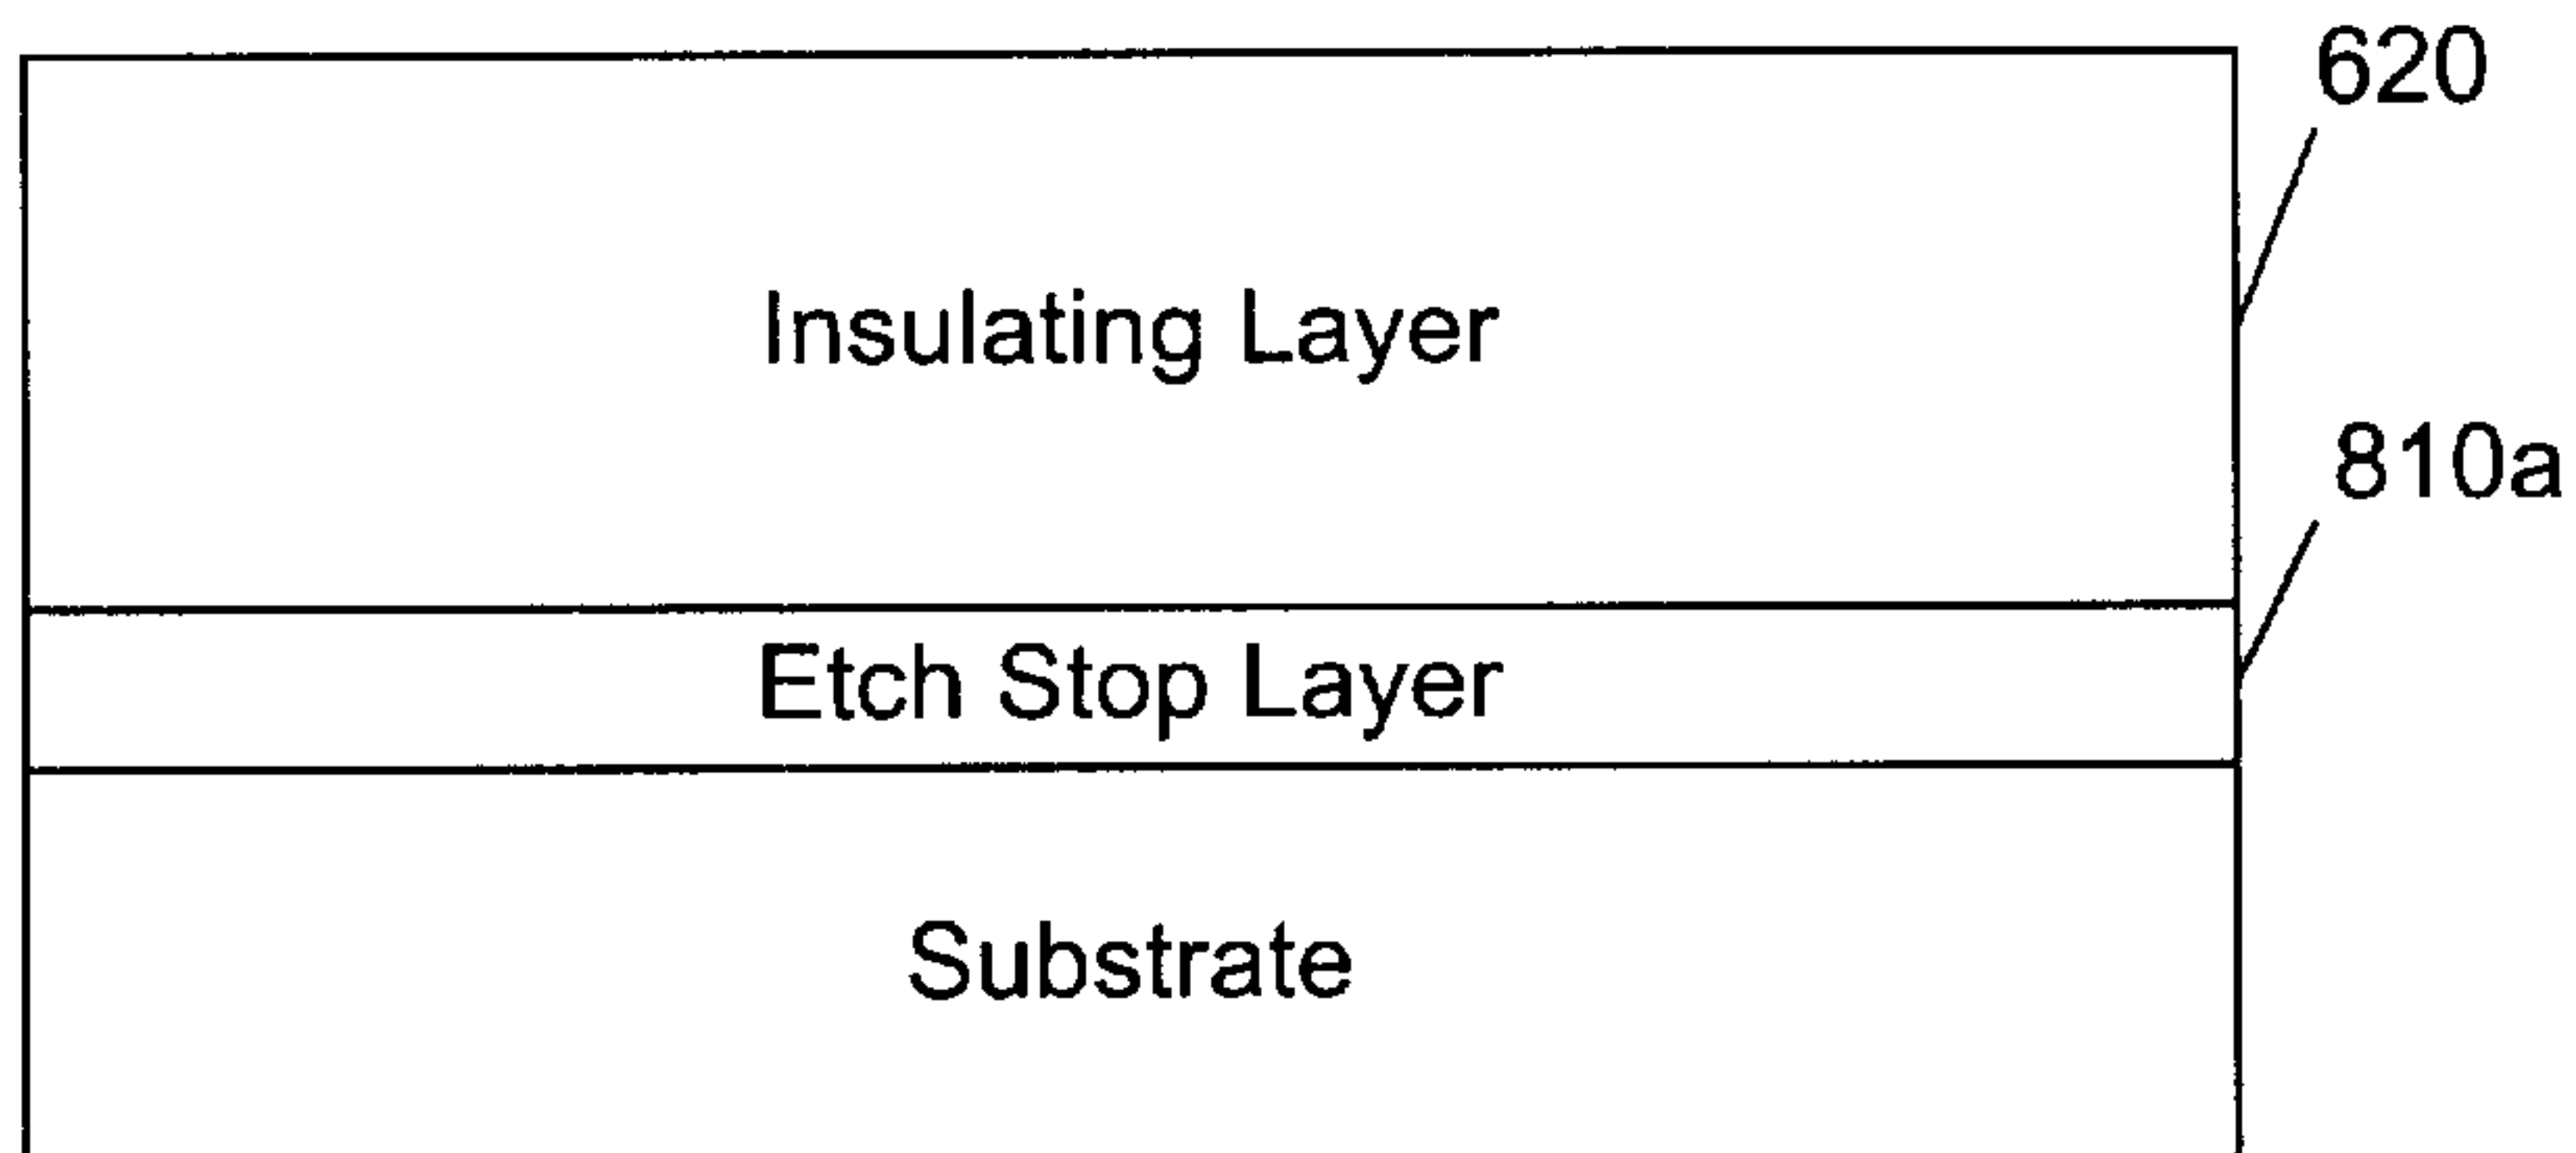 620
Insulating Layer
810a
Etch Stop Layer
Substrate